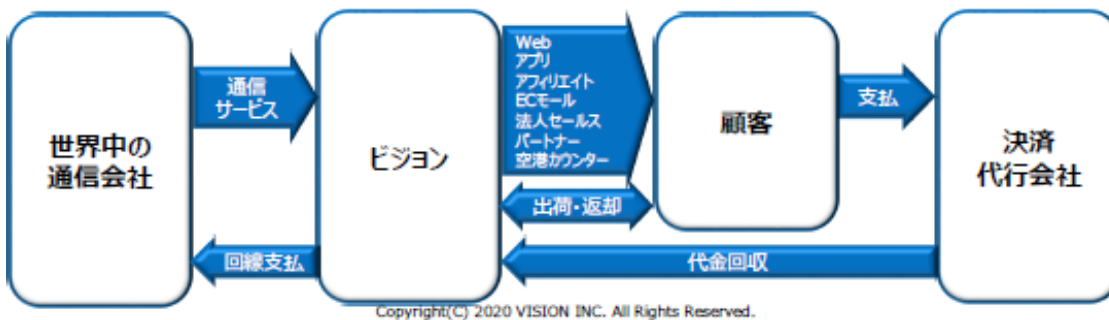 世界中の
通信会社
通信
サービス
回線支払
ビジョン
Web
アプリ
アフィリエイト
ECモール
法人セールス
パートナー
空港カウンター
出荷・返却
顧客
支払
代金回収
決済
代行会社
Copyright(C) 2020 VISION INC. All Rights Reserved.